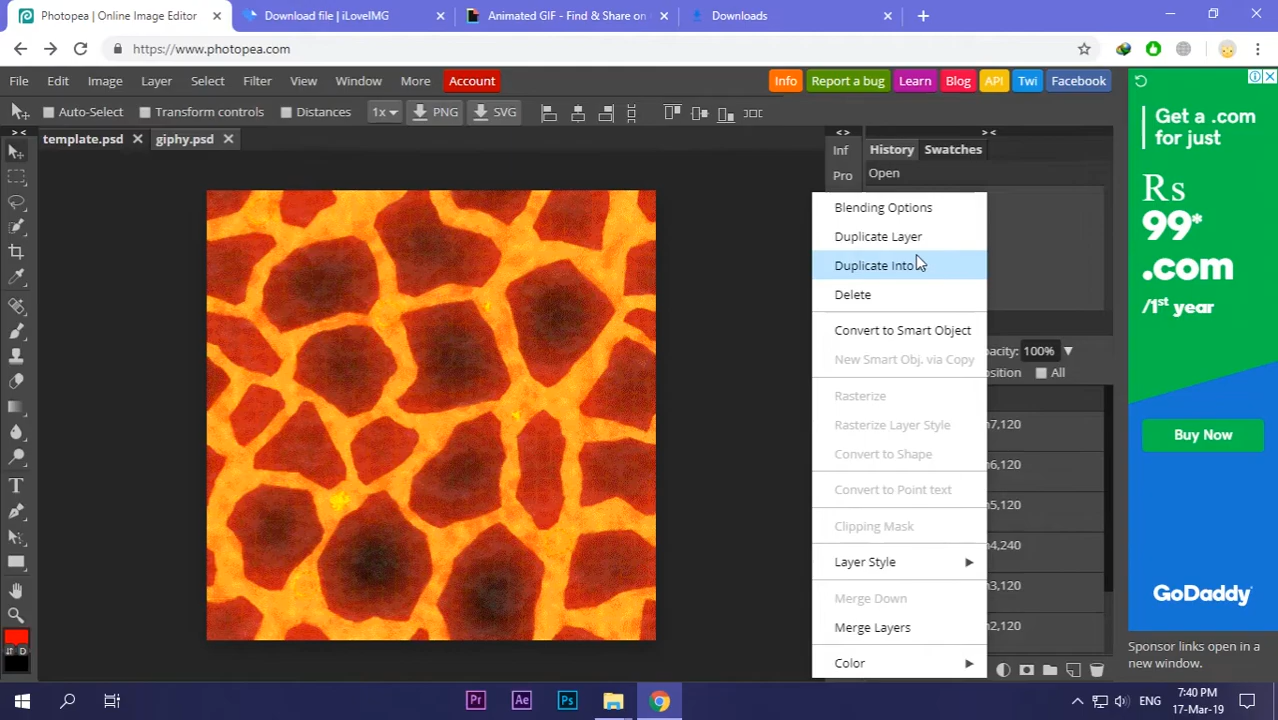 Photopea | Online Image Editor
Download file | iLoveIMG
Animated GIF - Find & Share on
Downloads
https://www.photopea.com
File Edit Image Layer Select Filter View Window More Account
Info Report a bug Learn Blog API Twi Facebook
Auto-Select Transform controls Distances 1x PNG SVG
template.psd giphy.psd
Inf
Pro
History Swatches
Open
Blending Options
Duplicate Layer
Duplicate Into
Delete
Convert to Smart Object
New Smart Obj. via Copy
Rasterize
Rasterize Layer Style
Convert to Shape
Convert to Point text
Clipping Mask
Layer Style
Merge Down
Merge Layers
Color
acity: 100%
sition All
n7,120
n6,120
n5,120
n4,240
n3,120
n2,120
T
D
Get a .com
for just
Rs
99*
.com
/1st year
Buy Now
GoDaddy
Sponsor links open in a
new window.
Pr Ae Ps
ENG
7:40 PM
17-Mar-19